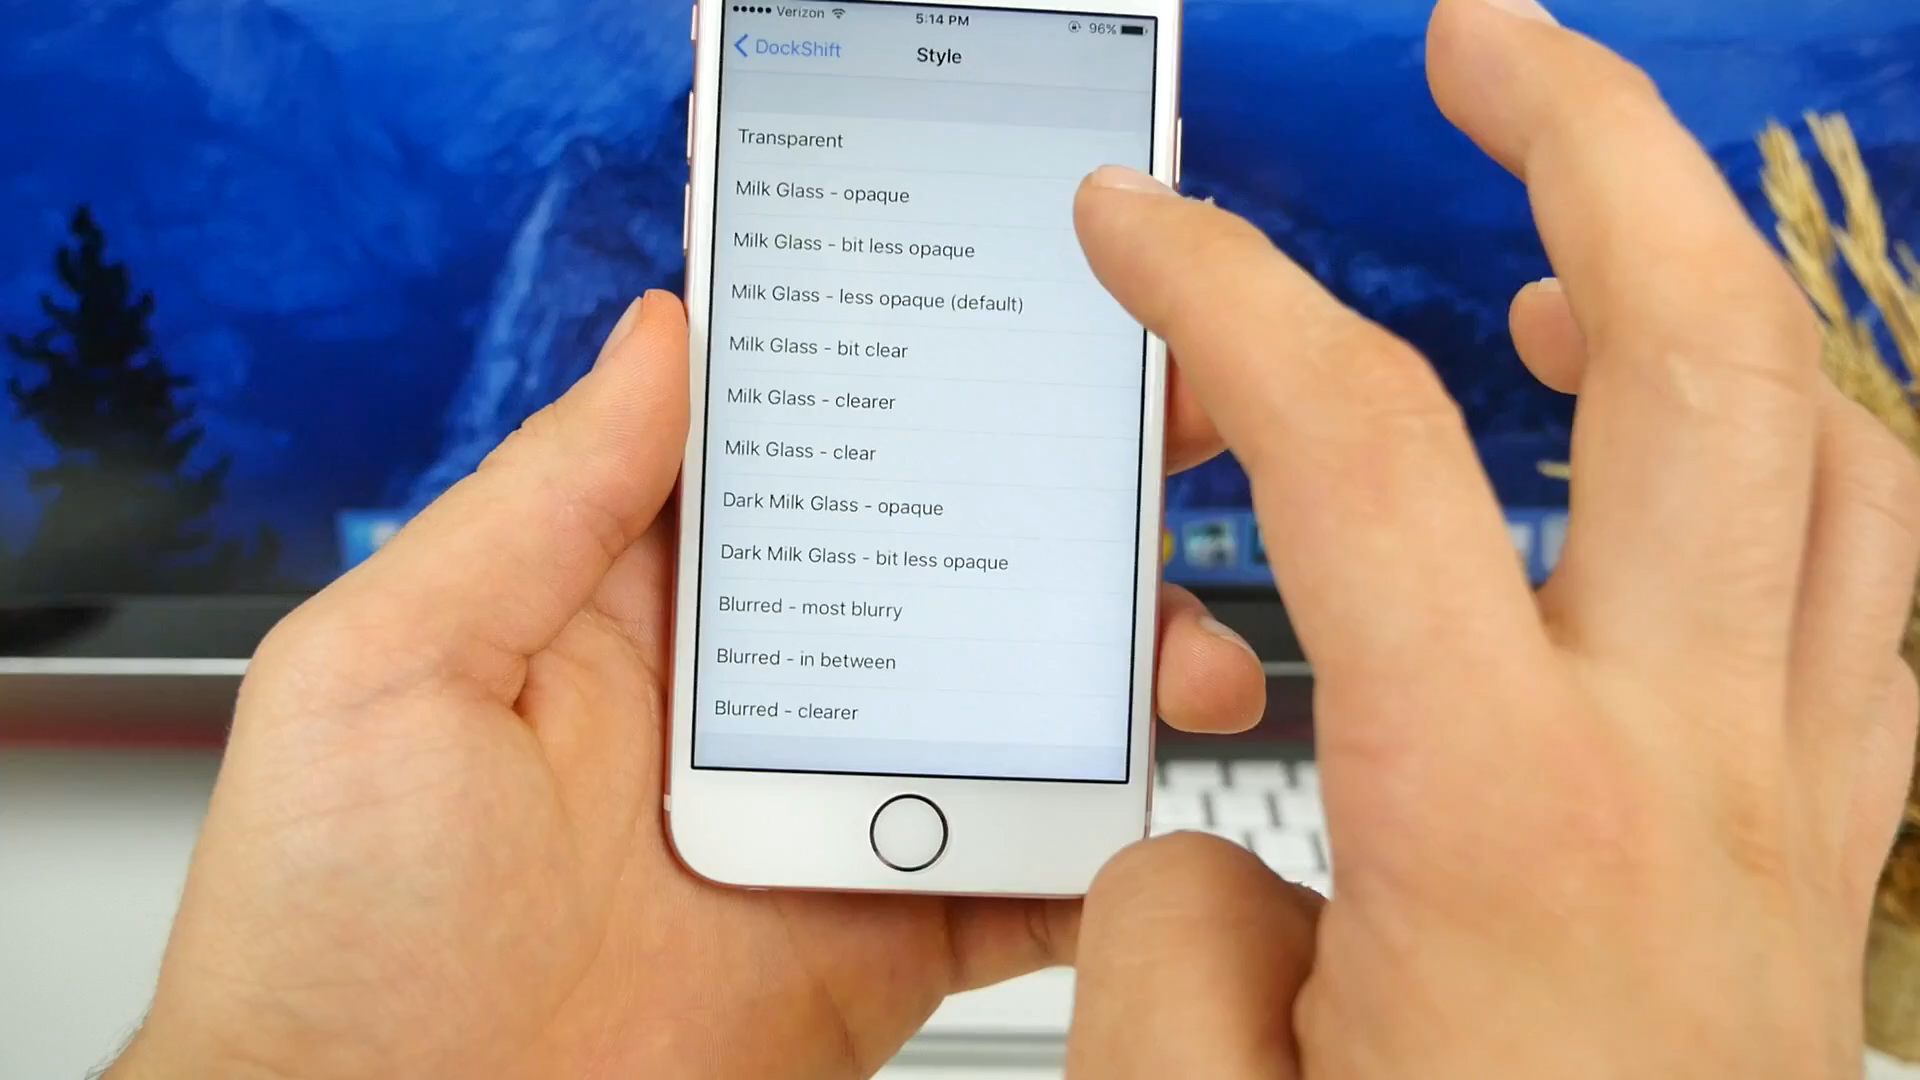 Verizon 5:14 PM 96%
DockShift Style
Transparent
Milk Glass - opaque
Milk Glass - bit less opaque
Milk Glass - less opaque (default)
Milk Glass - bit clear
Milk Glass - clearer
Milk Glass - clear
Dark Milk Glass - opaque
Dark Milk Glass - bit less opaque
Blurred - most blurry
Blurred - in between
Blurred - clearer